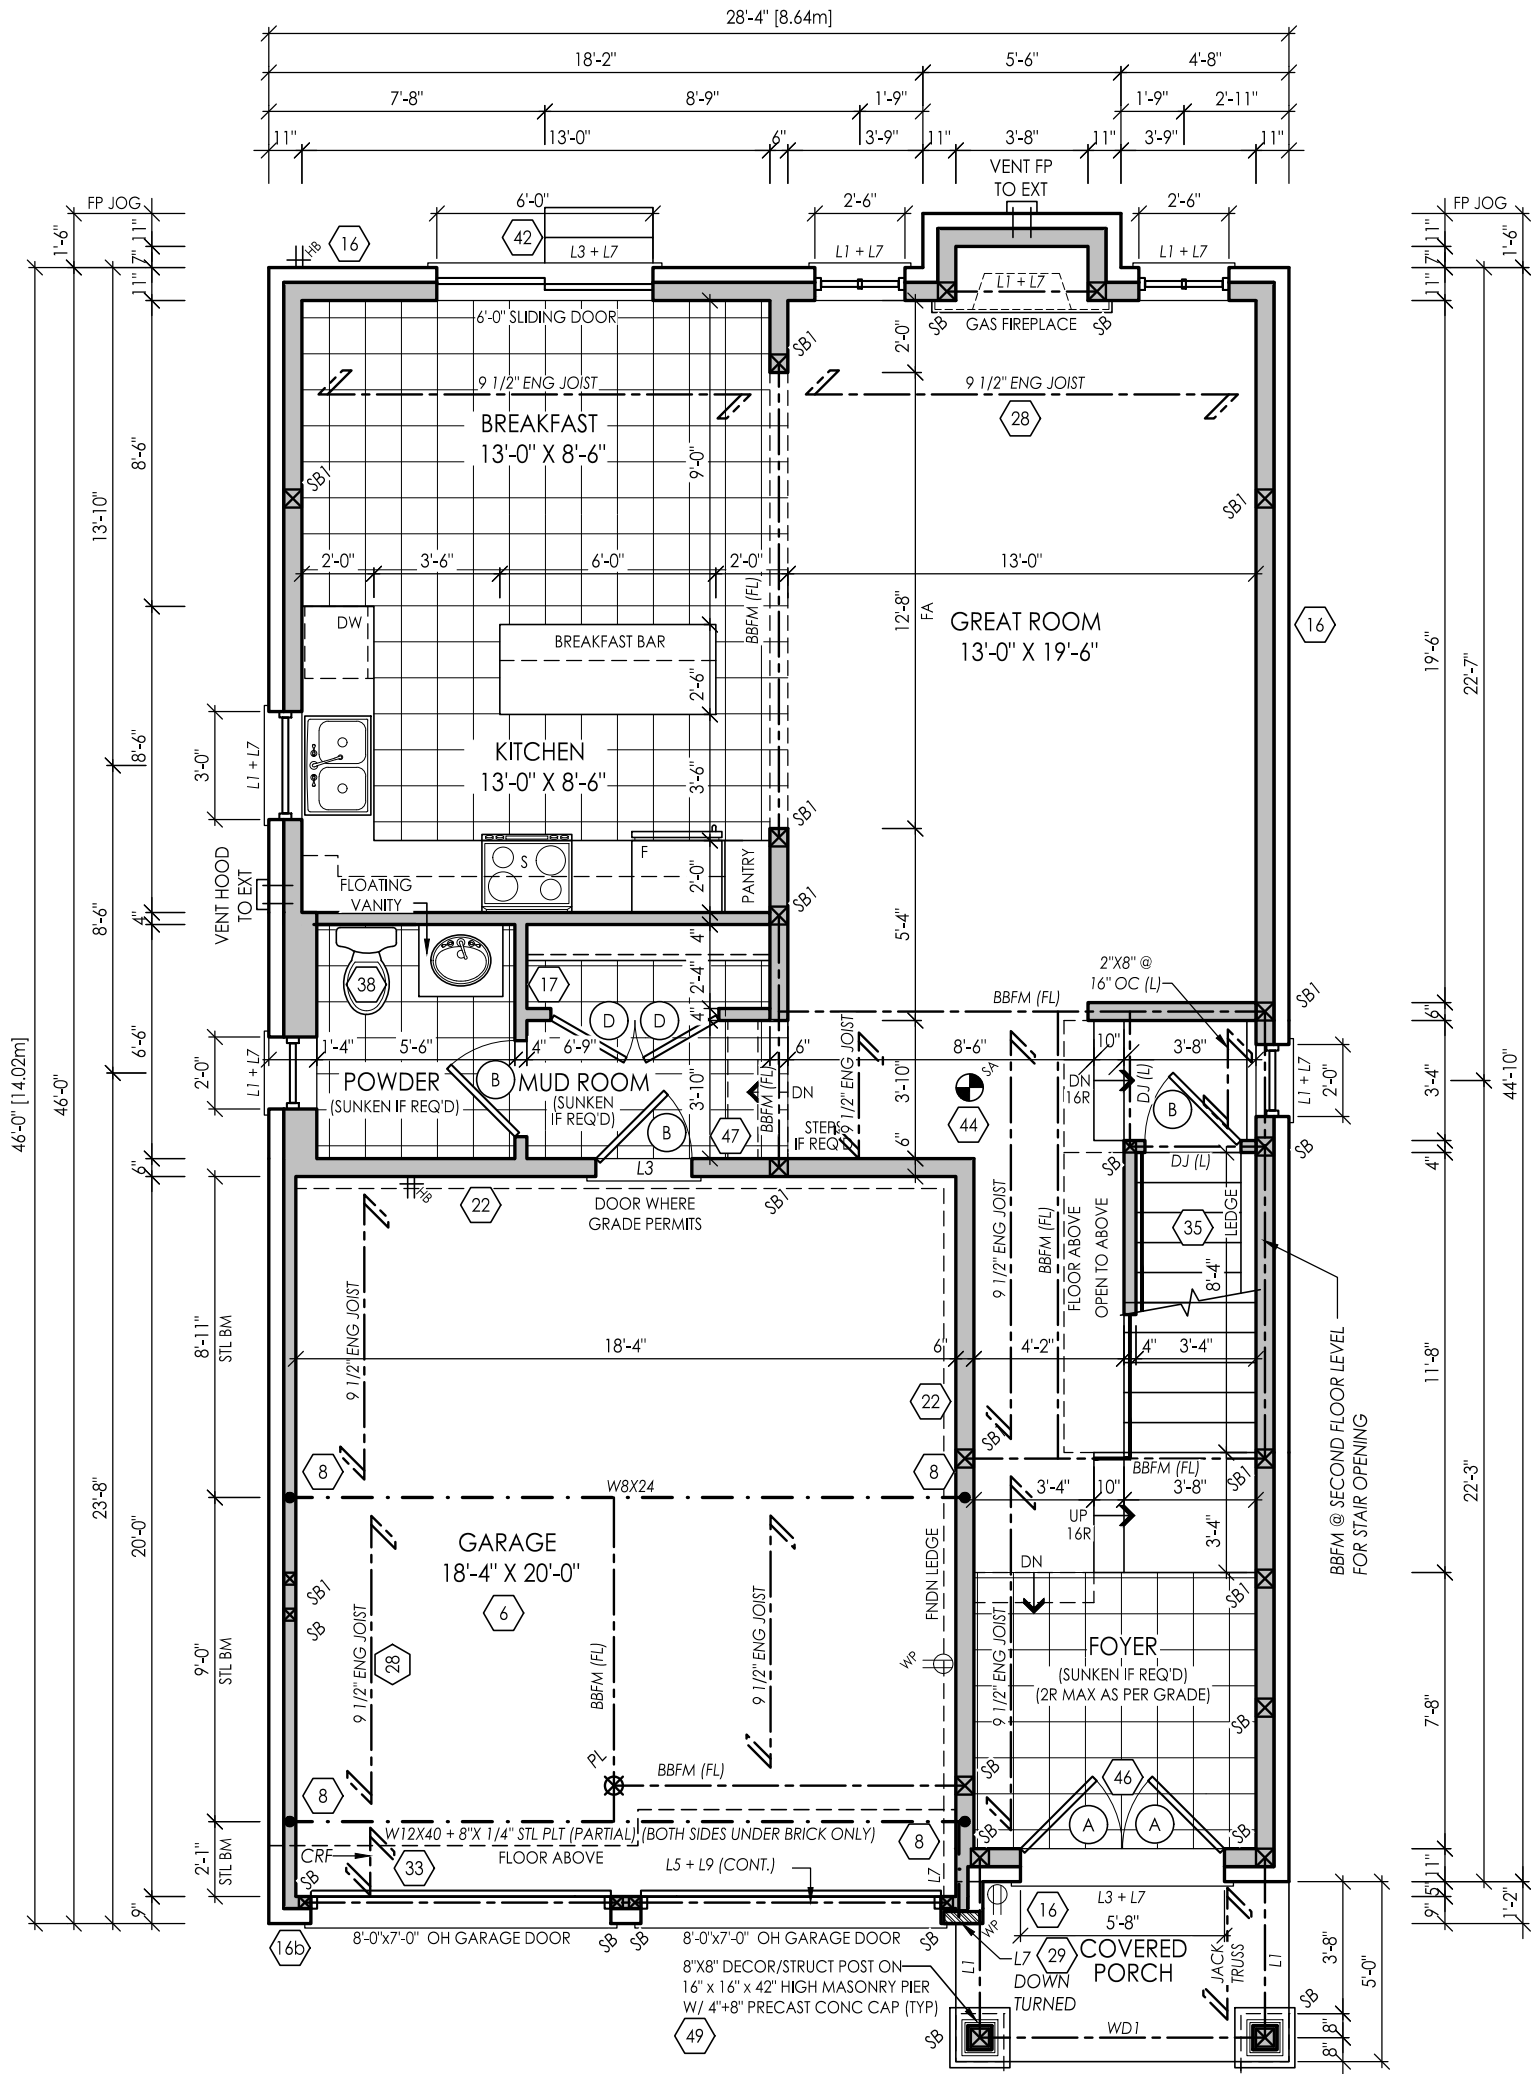 28'-4" [8.64m]
18'-2" 5'-6" 4'-8"
7'-8" 8'-9" 1'-9" 1'-9" 2'-11"
11" 13'-0" 6" 3'-9" 11" 3'-8" 11" 3'-9" 11"
VENT FP
TO EXT
FP JOG 6'-0" 2'-6" 2'-6" FP JOG
1'-6" 11" 7" 11" HB 16 42 L3 + L7 L1 + L7 L1 + L7 11" 7" 11" 1'-6"
L1 + L7
6'-0" SLIDING DOOR SB GAS FIREPLACE SB
2'-0" SB1
9 1/2" ENG JOIST 9 1/2" ENG JOIST
28
BREAKFAST
13'-0" X 8'-6"
9'-0"
8'-6" 13'-10"
SB1 SB1
2'-0" 3'-6" 6'-0" 2'-0" 13'-0"
BBFM (FL) 12'-8" FA
DW BREAKFAST BAR
GREAT ROOM
13'-0" X 19'-6"
16
2'-6"
19'-6" 22'-7"
KITCHEN
13'-0" X 8'-6"
3'-0" L1 + L7 8'-6" 3'-6"
SB1
VENT HOOD
TO EXT
S F PANTRY 2'-0"
FLOATING
VANITY
SB1
8'-6" 4" 4" 5'-4"
38 17 2'-4" 4"
D D
2"X8" @
16" OC (L)
BBFM (FL) SB1
46'-0" [14.02m] 46'-0" 44'-10"
6'-6" 2'-0" L1 + L7
1'-4" 5'-6" 4" 6'-9" 6" 8'-6" 10" 3'-8"
6" 3'-4" 4" 2'-0" L1 + L7
POWDER
(SUNKEN IF REQ'D)
B
MUD ROOM
(SUNKEN
IF REQ'D)
B
3'-10" BBFM (FL) DN 9 1/2" ENG JOIST 3'-10"
47 STEPS
IF REQ'D
SA
44
DN
16R
DJ (L)
B
SB
6" 6"
L3
SB DJ (L)
HB 22
DOOR WHERE
GRADE PERMITS
SB1
9 1/2" ENG JOIST 9 1/2" ENG JOIST BBFM (FL) FLOOR ABOVE OPEN TO ABOVE 35 LEDGE 8'-4"
8'-11" STL BM
18'-4" 6" 4'-2" 4" 3'-4"
11'-8"
22
BBFM @ SECOND FLOOR LEVEL
FOR STAIR OPENING
SB1
8 8
W8X24
BBFM (FL) SB1
3'-4" 10" 3'-8"
23'-8" 20'-0" 22'-3"
GARAGE
18'-4" X 20'-0"
6
UP
16R
3'-4"
DN
FNDN LEDGE
SB1
SB
SB1
9'-0" STL BM
9 1/2" ENG JOIST 28 BBFM (FL) 9 1/2" ENG JOIST WP 9 1/2" ENG JOIST
FOYER
(SUNKEN IF REQ'D)
(2R MAX AS PER GRADE)
SB
7'-8"
PL
BBFM (FL)
SB
46
8
A A
W12X40 + 8"X 1/4" STL PLT (PARTIAL) (BOTH SIDES UNDER BRICK ONLY)
8
SB SB
2'-1" STL BM
CRF 33 FLOOR ABOVE
L5 + L9 (CONT.) L7
SB
L3 + L7
11" 5" 9" 1'-2"
9"
WP 16
5'-8"
16b
8'-0"x7'-0" OH GARAGE DOOR SB SB 8'-0"x7'-0" OH GARAGE DOOR SB
L1 L7 29
DOWN
TURNED
COVERED
PORCH
JACK
TRUSS
L1
3'-8" 5'-0"
8"X8" DECOR/STRUCT POST ON
16" x 16" x 42" HIGH MASONRY PIER
W/ 4"+8" PRECAST CONC CAP (TYP)
49
SB WD1 SB
8" 8"